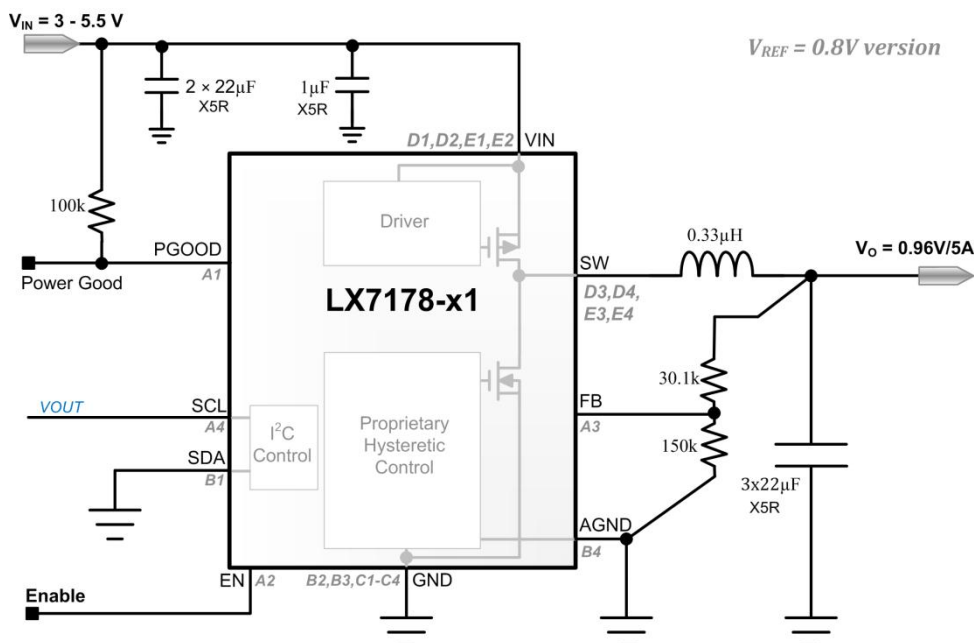 V_IN = 3 - 5.5 V
V_REF = 0.8V version
2 × 22µF
X5R
1µF
X5R
D1,D2,E1,E2
VIN
100k
Driver
0.33µH
V_O = 0.96V/5A
PGOOD
A1
Power Good
SW
D3,D4,
E3,E4
LX7178-x1
30.1k
VOUT
SCL
A4
FB
A3
I²C
Control
Proprietary
Hysteretic
Control
150k
SDA
B1
3x22µF
X5R
AGND
B4
EN
A2
B2,B3,C1-C4
GND
Enable